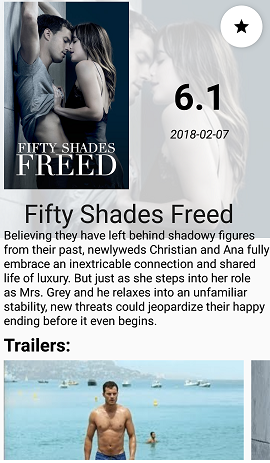 FIFTY SHADES
FREED
6.1
2018-02-07
Fifty Shades Freed
Believing they have left behind shadowy figures
from their past, newlyweds Christian and Ana fully
embrace an inextricable connection and shared
life of luxury. But just as she steps into her role
as Mrs. Grey and he relaxes into an unfamiliar
stability, new threats could jeopardize their happy
ending before it even begins.
Trailers: